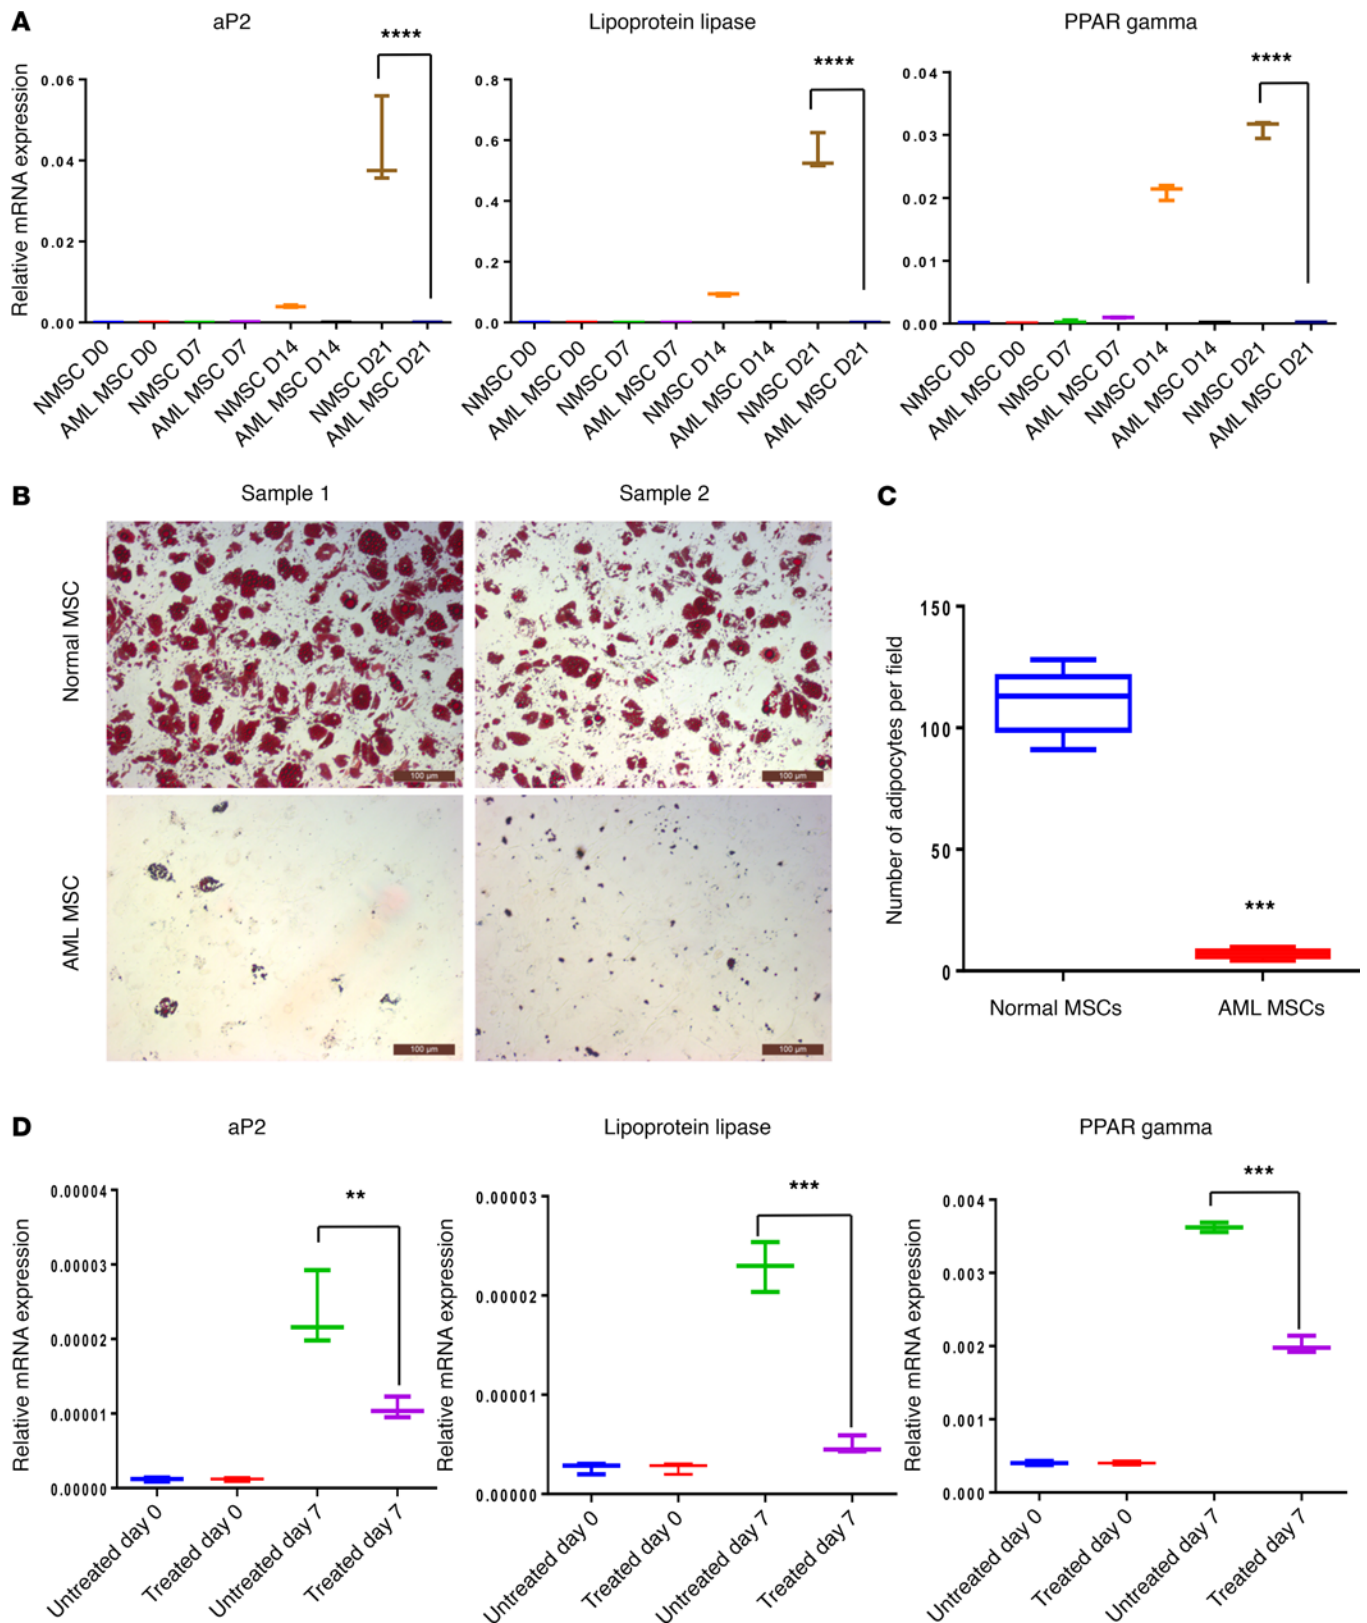 A
aP2
Lipoprotein lipase
PPAR gamma
****
****
****
Relative mRNA expression
0.06
0.04
0.02
0.00
0.8
0.6
0.4
0.2
0.0
0.04
0.03
0.02
0.01
0.00
NMSC D0
AML MSC D0
NMSC D7
AML MSC D7
NMSC D14
AML MSC D14
NMSC D21
AML MSC D21
NMSC D0
AML MSC D0
NMSC D7
AML MSC D7
NMSC D14
AML MSC D14
NMSC D21
AML MSC D21
NMSC D0
AML MSC D0
NMSC D7
AML MSC D7
NMSC D14
AML MSC D14
NMSC D21
AML MSC D21
B
Sample 1
Sample 2
Normal MSC
AML MSC
100 µm
100 µm
100 µm
100 µm
C
Number of adipocytes per field
150
100
50
0
***
Normal MSCs
AML MSCs
D
aP2
Lipoprotein lipase
PPAR gamma
**
***
***
Relative mRNA expression
0.00004
0.00003
0.00002
0.00001
0.00000
Relative mRNA expression
0.00003
0.00002
0.00001
0.00000
Relative mRNA expression
0.004
0.003
0.002
0.001
0.000
Untreated day 0
Treated day 0
Untreated day 7
Treated day 7
Untreated day 0
Treated day 0
Untreated day 7
Treated day 7
Untreated day 0
Treated day 0
Untreated day 7
Treated day 7